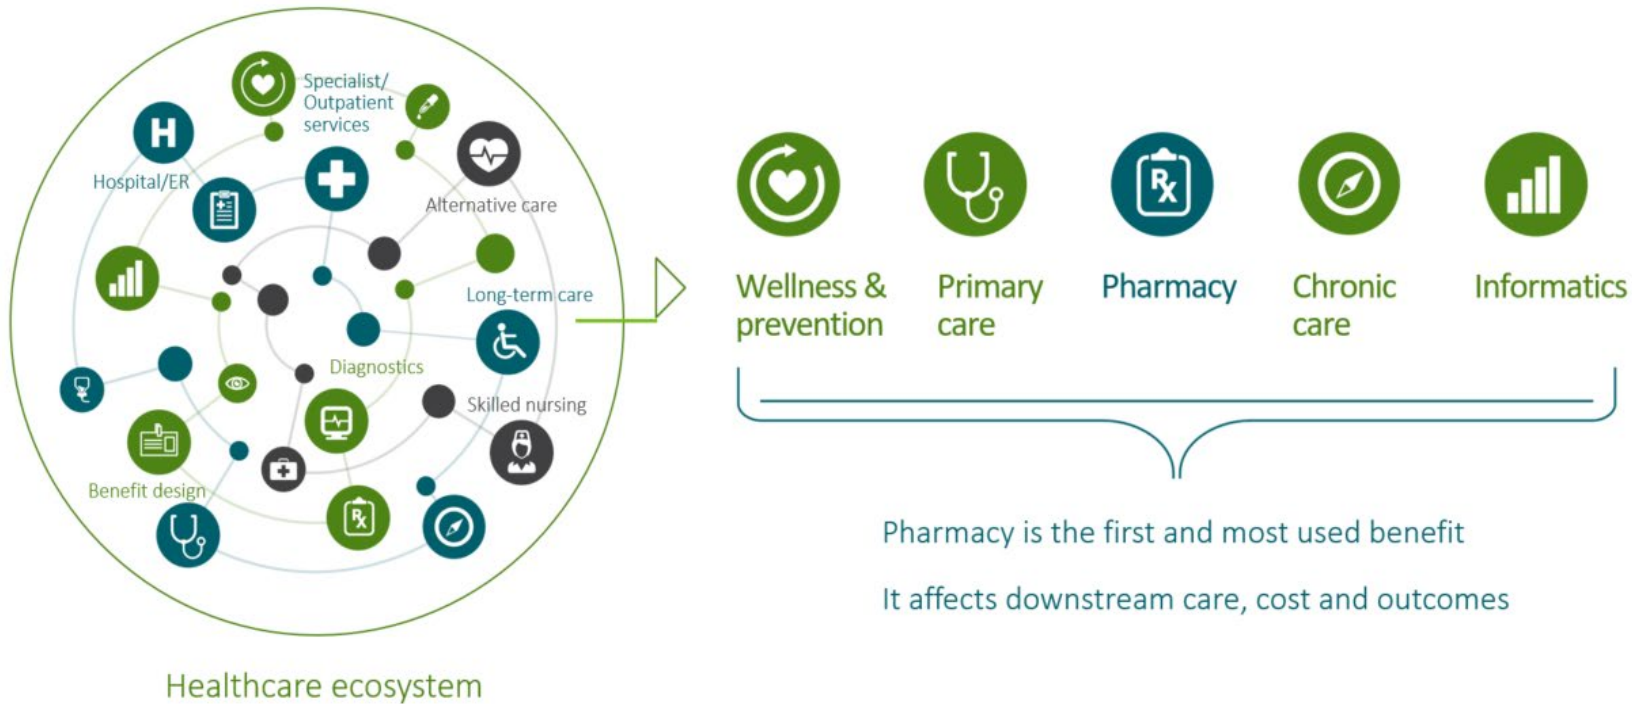 Specialist/
Outpatient
services
H
Hospital/ER
Alternative care
Long-term care
Diagnostics
Skilled nursing
Benefit design
Rx
Healthcare ecosystem
Rx
Wellness &
prevention
Primary
care
Pharmacy
Chronic
care
Informatics
Pharmacy is the first and most used benefit
It affects downstream care, cost and outcomes